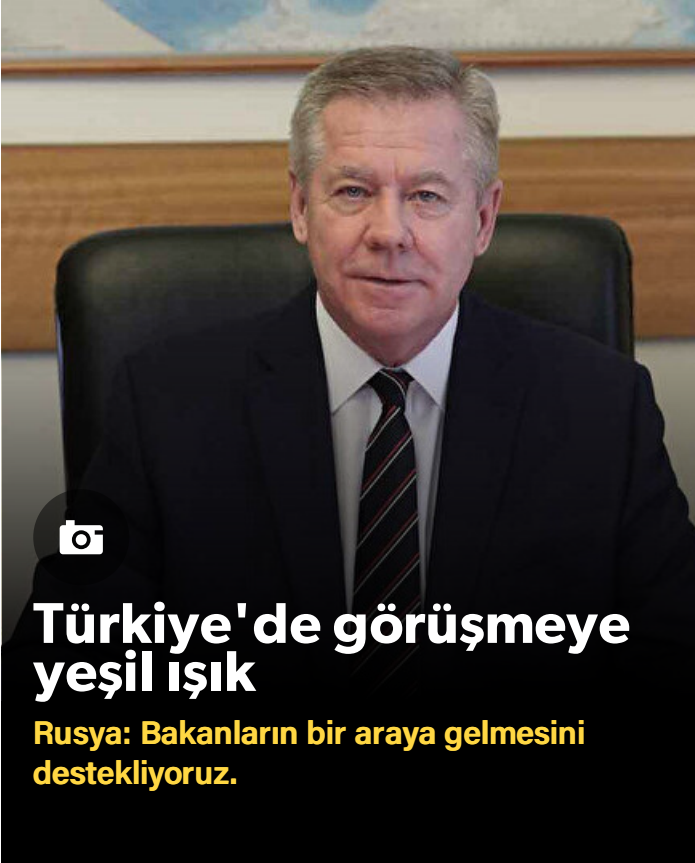 Türkiye'de görüşmeye
yeşil ışık
Rusya: Bakanların bir araya gelmesini
destekliyoruz.